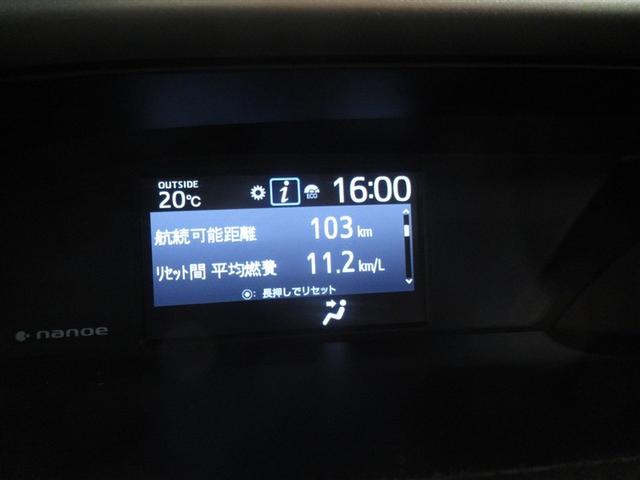 OUTSIDE
20℃
i
ECO
16:00
航続可能距離 103 km
リセット間 平均燃費 11.2 km/L
◉: 長押しでリセット
nanoe